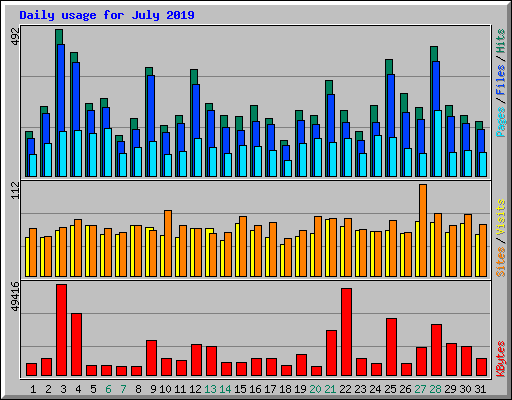 Daily usage for July 2019
492
Pages / Files / Hits
112
Sites / Visits
49416
KBytes
1 2 3 4 5 6 7 8 9 10 11 12 13 14 15 16 17 18 19 20 21 22 23 24 25 26 27 28 29 30 31